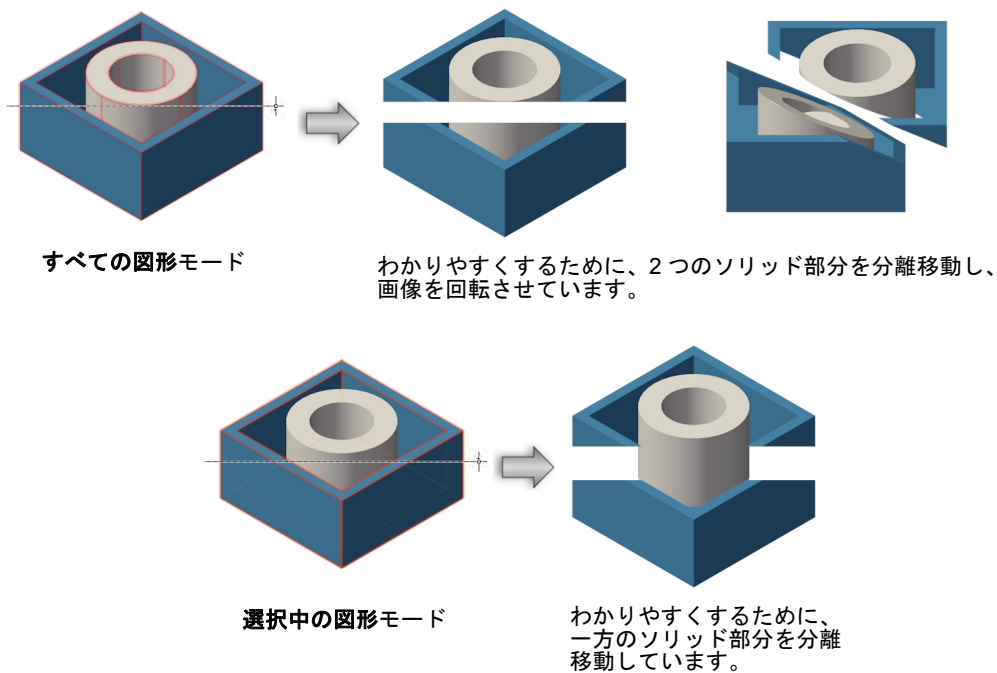 すべての図形モード
わかりやすくするために、2 つのソリッド部分を分離移動し、
画像を回転させています。
選択中の図形モード
わかりやすくするために、
一方のソリッド部分を分離
移動しています。